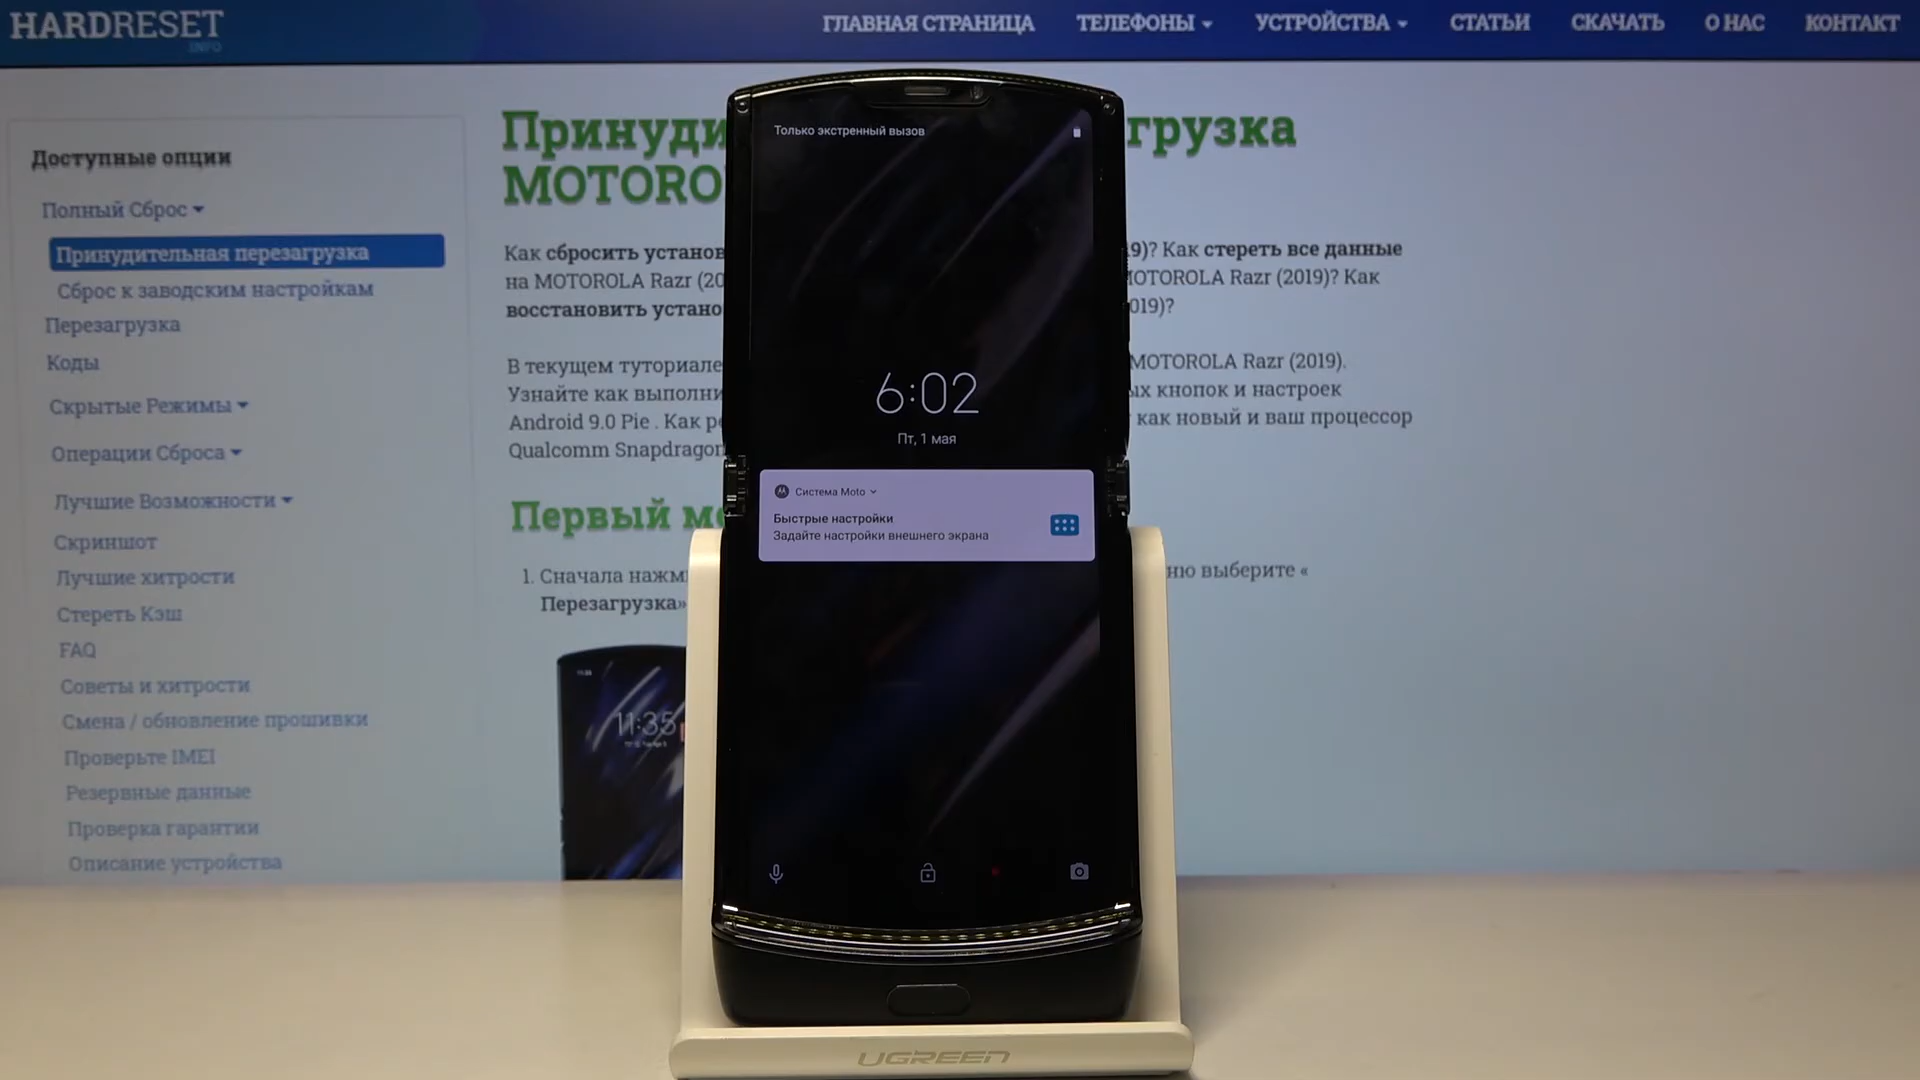 HARDRESET
INFO
ГЛАВНАЯ СТРАНИЦА
ТЕЛЕФОНЫ
УСТРОЙСТВА
СТАТЬИ
СКАЧАТЬ
О НАС
КОНТАКТ
Доступные опции
Полный Сброс
Принудительная перезагрузка
Сброс к заводским настройкам
Перезагрузка
Коды
Скрытые Режимы
Операции Сброса
Лучшие Возможности
Скриншот
Лучшие хитрости
Стереть Кэш
FAQ
Советы и хитрости
Смена / обновление прошивки
Проверьте IMEI
Резервные данные
Проверка гарантии
Описание устройства
Принуди грузка
MOTORO
Как сбросить установ 9)? Как стереть все данные
на MOTOROLA Razr (20 MOTOROLA Razr (2019)? Как
восстановить устано 019)?
В текущем туториале MOTOROLA Razr (2019).
Узнайте как выполни ых кнопок и настроек
Android 9.0 Pie . Как ре как новый и ваш процессор
Qualcomm Snapdragon
Первый ме
1. Сначала нажми ню выберите «
Перезагрузка»
11:35
Только экстренный вызов
6:02
Пт, 1 мая
Система Moto
Быстрые настройки
Задайте настройки внешнего экрана
UGREEN